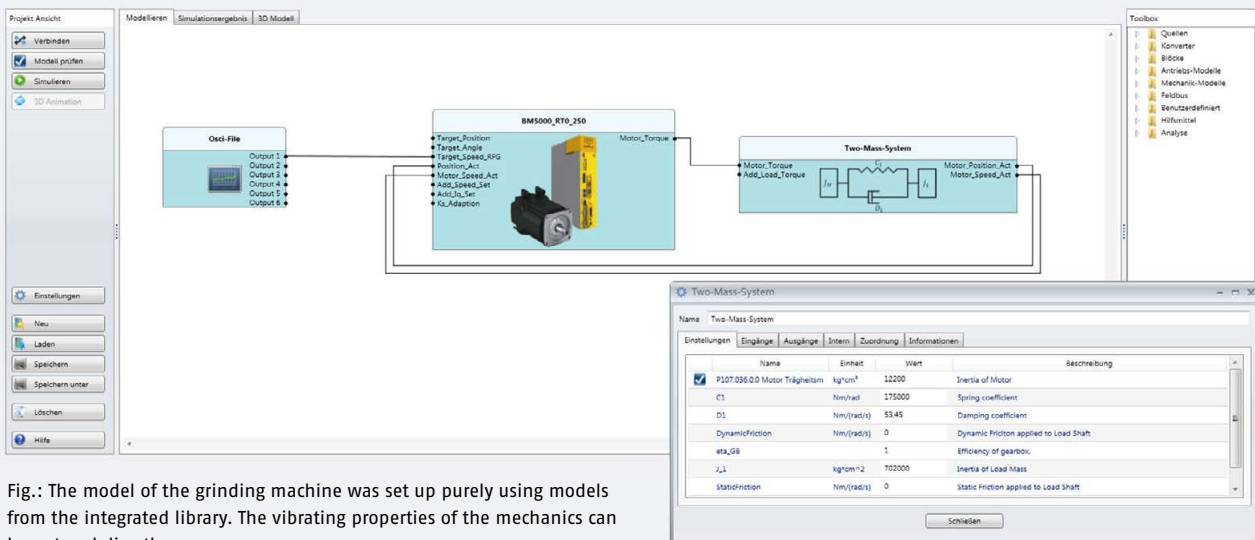 Projekt Ansicht
Verbinden
Modell prüfen
Simulieren
3D Animation
Einstellungen
Neu
Laden
Speichern
Speichern unter
Löschen
Hilfe
Modellieren Simulationsergebnis 3D Modell
Osci-File
Output 1
Output 2
Output 3
Output 4
Output 5
Output 6
BM5000_RT0_250
Target_Position
Target_Angle
Target_Speed_RFG
Position_Act
Motor_Speed_Act
Add_Speed_Set
Add_Iq_Set
Ks_Adaption
Motor_Torque
Two-Mass-System
Motor_Torque
Add_Load_Torque
Motor_Position_Act
Motor_Speed_Act
Toolbox
Quellen
Konverter
Blöcke
Antriebs-Modelle
Mechanik-Modelle
Feldbus
Benutzerdefiniert
Hilfsmittel
Analyse
Two-Mass-System
Name Two-Mass-System
Einstellungen Eingänge Ausgänge Intern Zuordnung Informationen
Name Einheit Wert Beschreibung
P107.036.0.0 Motor Trägheitsm kg*cm² 12200 Inertia of Motor
C1 Nm/rad 175000 Spring coefficient
D1 Nm/(rad/s) 53.45 Damping coefficient
DynamicFriction Nm/(rad/s) 0 Dynamic Friciton applied to Load Shaft
eta_GB 1 Efficiency of gearbox.
J_1 kg*cm^2 702000 Inertia of Load Mass
StaticFriction Nm/(rad/s) 0 Static Friction applied to Load Shaft
Schließen
Fig.: The model of the grinding machine was set up purely using models
from the integrated library. The vibrating properties of the mechanics can